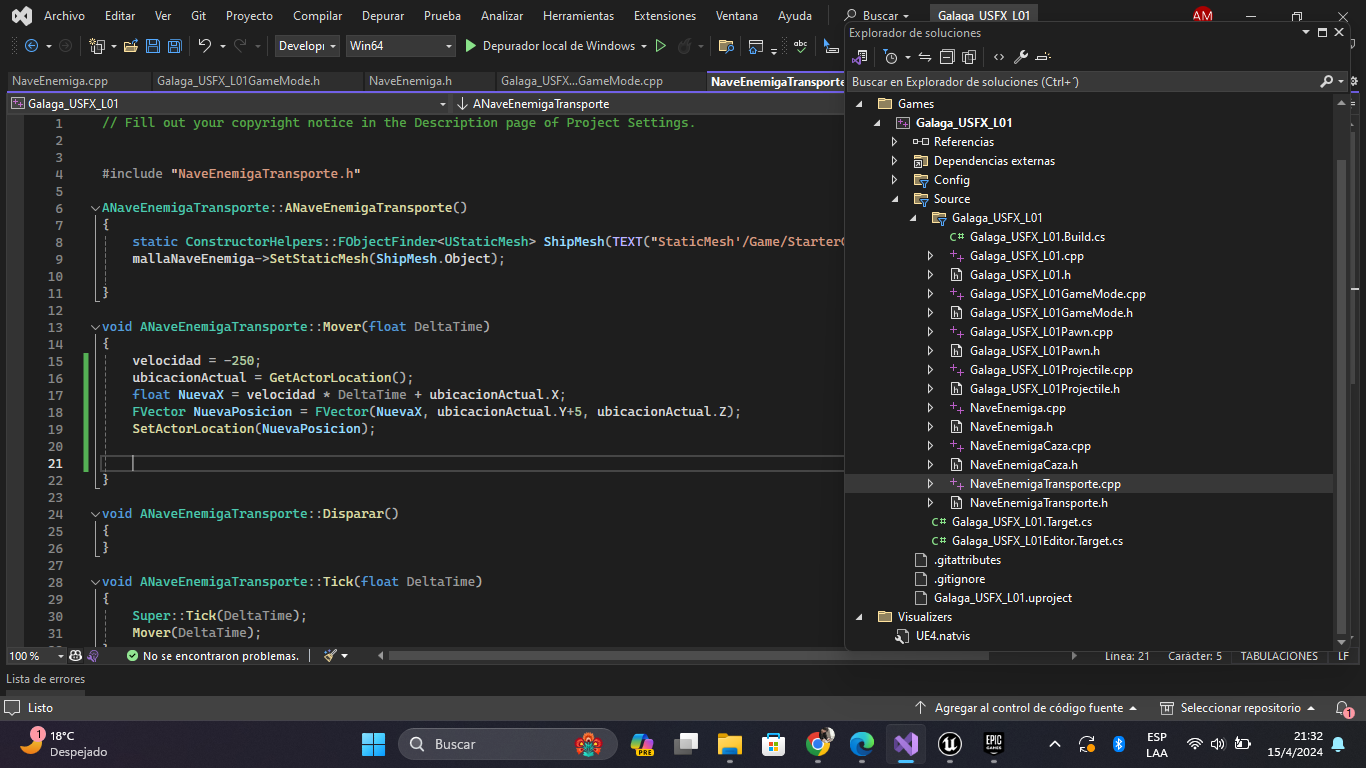 Archivo Editar Ver Git Proyecto Compilar Depurar Prueba Analizar Herramientas Extensiones Ventana Ayuda Buscar Galaga_USFX_L01 AM
Develop Win64 Depurador local de Windows
NaveEnemiga.cpp Galaga_USFX_L01GameMode.h NaveEnemiga.h Galaga_USFX...GameMode.cpp NaveEnemigaTransporte
Galaga_USFX_L01 ANaveEnemigaTransporte
1 // Fill out your copyright notice in the Description page of Project Settings.
2
3
4 #include "NaveEnemigaTransporte.h"
5
6 ANaveEnemigaTransporte::ANaveEnemigaTransporte()
7 {
8 static ConstructorHelpers::FObjectFinder<UStaticMesh> ShipMesh(TEXT("StaticMesh'/Game/Starter
9 mallaNaveEnemiga->SetStaticMesh(ShipMesh.Object);
10
11 }
12
13 void ANaveEnemigaTransporte::Mover(float DeltaTime)
14 {
15 velocidad = -250;
16 ubicacionActual = GetActorLocation();
17 float NuevaX = velocidad * DeltaTime + ubicacionActual.X;
18 FVector NuevaPosicion = FVector(NuevaX, ubicacionActual.Y+5, ubicacionActual.Z);
19 SetActorLocation(NuevaPosicion);
20
21
22 }
23
24 void ANaveEnemigaTransporte::Disparar()
25 {
26 }
27
28 void ANaveEnemigaTransporte::Tick(float DeltaTime)
29 {
30 Super::Tick(DeltaTime);
31 Mover(DeltaTime);
100 % No se encontraron problemas. Línea: 21 Carácter: 5 TABULACIONES LF
Explorador de soluciones
Buscar en Explorador de soluciones (Ctrl+´)
Games
Galaga_USFX_L01
Referencias
Dependencias externas
Config
Source
Galaga_USFX_L01
C# Galaga_USFX_L01.Build.cs
Galaga_USFX_L01.cpp
Galaga_USFX_L01.h
Galaga_USFX_L01GameMode.cpp
Galaga_USFX_L01GameMode.h
Galaga_USFX_L01Pawn.cpp
Galaga_USFX_L01Pawn.h
Galaga_USFX_L01Projectile.cpp
Galaga_USFX_L01Projectile.h
NaveEnemiga.cpp
NaveEnemiga.h
NaveEnemigaCaza.cpp
NaveEnemigaCaza.h
NaveEnemigaTransporte.cpp
NaveEnemigaTransporte.h
C# Galaga_USFX_L01.Target.cs
C# Galaga_USFX_L01Editor.Target.cs
.gitattributes
.gitignore
Galaga_USFX_L01.uproject
Visualizers
UE4.natvis
Lista de errores
Listo Agregar al control de código fuente Seleccionar repositorio 1
1 18°C
Despejado
Buscar
PRE
EPIC GAMES
ESP
LAA
21:32
15/4/2024